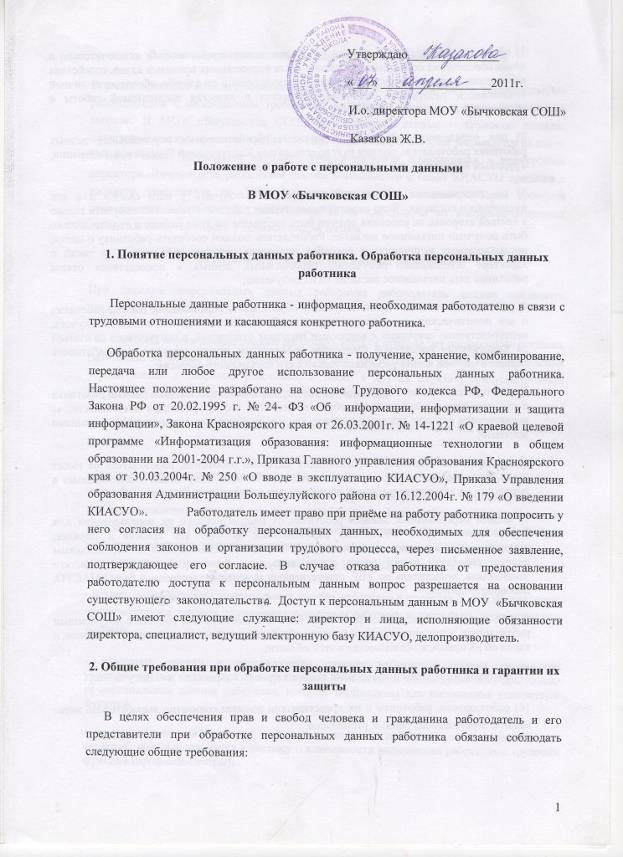 Утверждаю Казакова
« 07» апреля 2011г.
И.о. директора МОУ «Бычковская СОШ»
Казакова Ж.В.
Положение о работе с персональными данными
В МОУ «Бычковская СОШ»
1. Понятие персональных данных работника. Обработка персональных данных
работника
Персональные данные работника - информация, необходимая работодателю в связи с
трудовыми отношениями и касающаяся конкретного работника.
Обработка персональных данных работника - получение, хранение, комбинирование,
передача или любое другое использование персональных данных работника.
Настоящее положение разработано на основе Трудового кодекса РФ, Федерального
Закона РФ от 20.02.1995 г. № 24- ФЗ «Об информации, информатизации и защита
информации», Закона Красноярского края от 26.03.2001г. № 14-1221 «О краевой целевой
программе «Информатизация образования: информационные технологии в общем
образовании на 2001-2004 г.г.», Приказа Главного управления образования Красноярского
края от 30.03.2004г. № 250 «О вводе в эксплуатацию КИАСУО», Приказа Управления
образования Администрации Большеулуйского района от 16.12.2004г. № 179 «О введении
КИАСУО». Работодатель имеет право при приёме на работу работника попросить у
него согласия на обработку персональных данных, необходимых для обеспечения
соблюдения законов и организации трудового процесса, через письменное заявление,
подтверждающее его согласие. В случае отказа работника от предоставления
работодателю доступа к персональным данным вопрос разрешается на основании
существующего законодательства. Доступ к персональным данным в МОУ «Бычковская
СОШ» имеют следующие служащие: директор и лица, исполняющие обязанности
директора, специалист, ведущий электронную базу КИАСУО, делопроизводитель.
2. Общие требования при обработке персональных данных работника и гарантии их
защиты
В целях обеспечения прав и свобод человека и гражданина работодатель и его
представители при обработке персональных данных работника обязаны соблюдать
следующие общие требования:
1